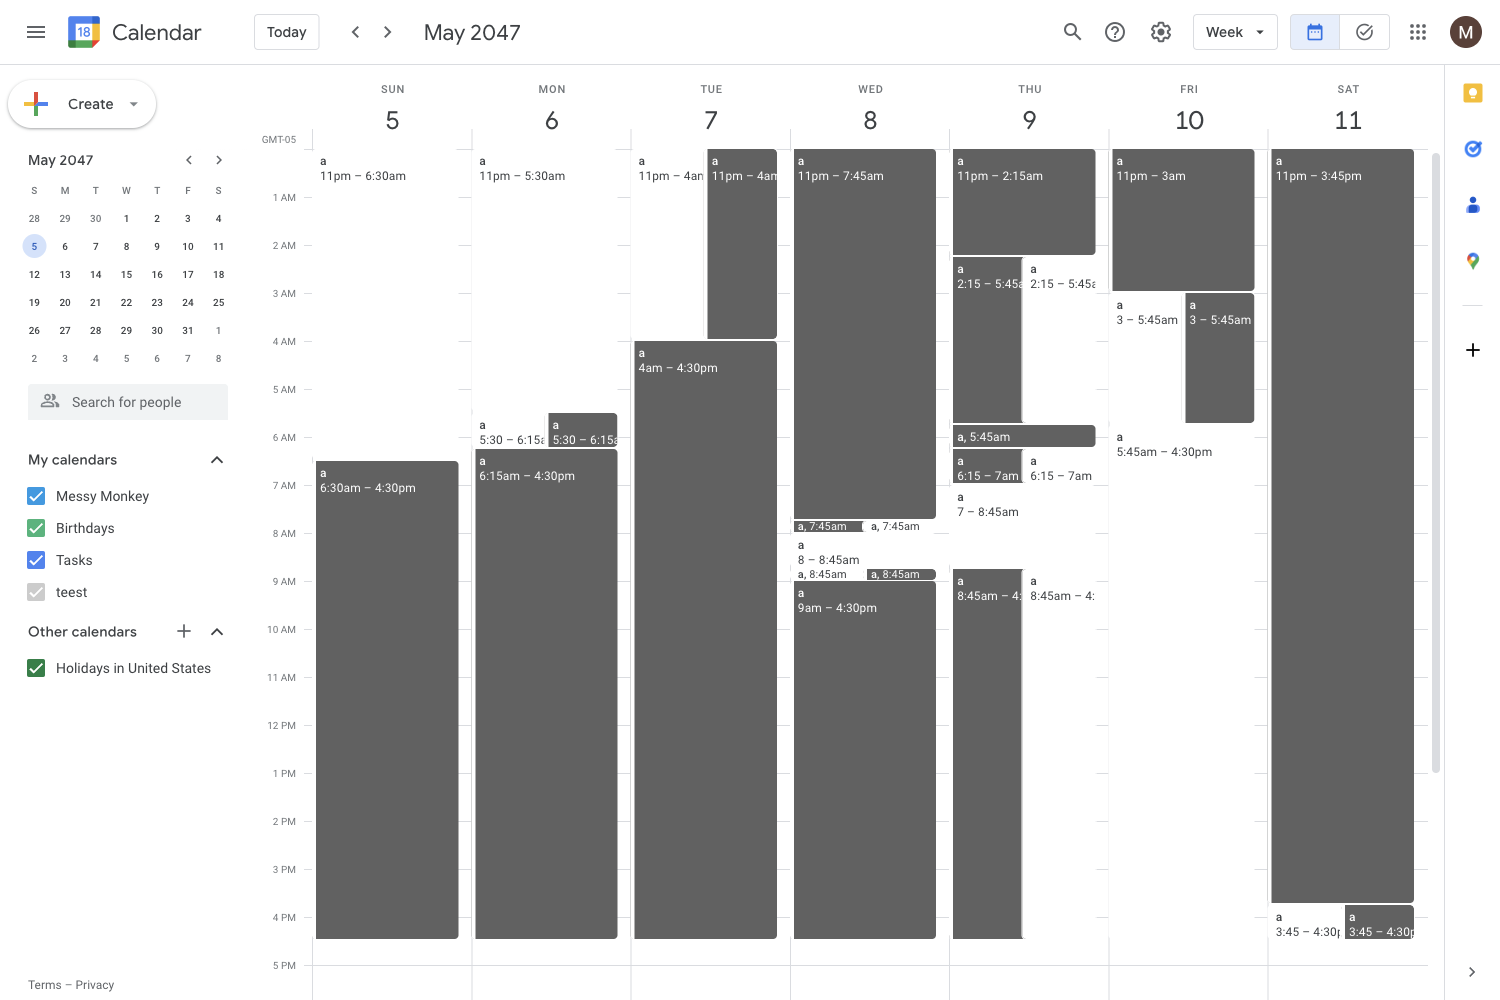 18 Calendar
Today
May 2047
Week
M
Create
May 2047
S M T W T F S
28 29 30 1 2 3 4
5 6 7 8 9 10 11
12 13 14 15 16 17 18
19 20 21 22 23 24 25
26 27 28 29 30 31 1
2 3 4 5 6 7 8
Search for people
My calendars
Messy Monkey
Birthdays
Tasks
teest
Other calendars
Holidays in United States
Terms – Privacy
GMT-05
1 AM
2 AM
3 AM
4 AM
5 AM
6 AM
7 AM
8 AM
9 AM
10 AM
11 AM
12 PM
1 PM
2 PM
3 PM
4 PM
5 PM
SUN
5
a
11pm – 6:30am
a
6:30am – 4:30pm
MON
6
a
11pm – 5:30am
a
5:30 – 6:15a
a
5:30 – 6:15a
a
6:15am – 4:30pm
TUE
7
a
11pm – 4am
a
11pm – 4am
a
4am – 4:30pm
WED
8
a
11pm – 7:45am
a, 7:45am
a, 7:45am
a
8 – 8:45am
a, 8:45am
a, 8:45am
a
9am – 4:30pm
THU
9
a
11pm – 2:15am
a
2:15 – 5:45a
a
2:15 – 5:45a
a, 5:45am
a
6:15 – 7am
a
6:15 – 7am
a
7 – 8:45am
a
8:45am – 4:
a
8:45am – 4:
FRI
10
a
11pm – 3am
a
3 – 5:45am
a
3 – 5:45am
a
5:45am – 4:30pm
SAT
11
a
11pm – 3:45pm
a
3:45 – 4:30p
a
3:45 – 4:30p